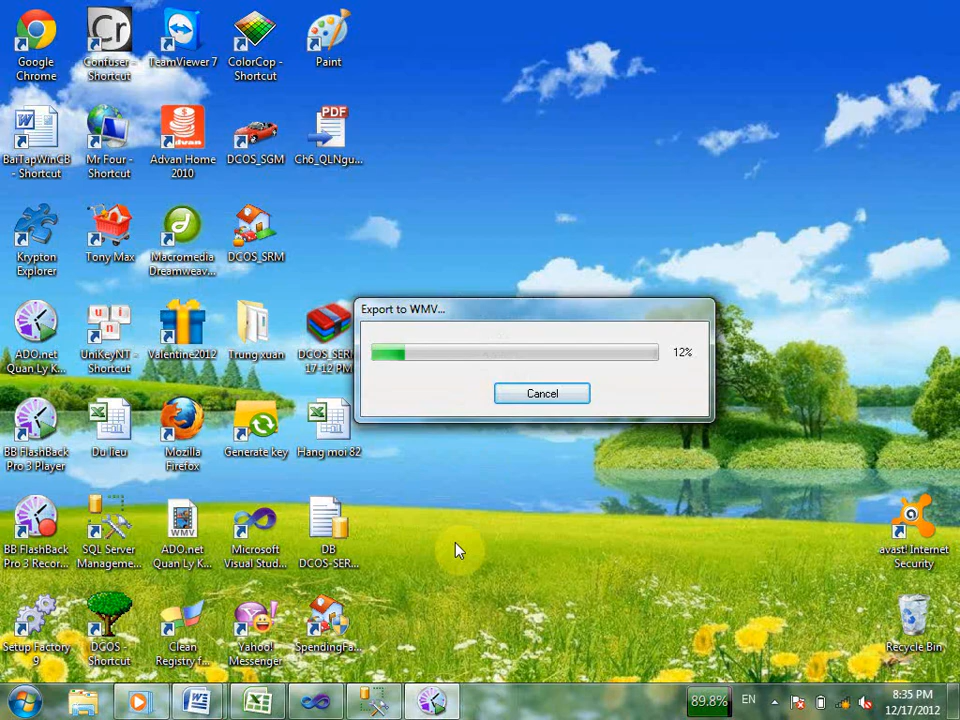 Google
Chrome
Confuser -
Shortcut
TeamViewer 7
ColorCop -
Shortcut
Paint
BaiTapWinCB
- Shortcut
Mr Four -
Shortcut
Advan Home
2010
DCOS_SGM
Ch6_QLNgu...
Krypton
Explorer
Tony Max
Macromedia
Dreamweav...
DCOS_SRM
ADO.net
Quan Ly K...
UniKeyNT -
Shortcut
Valentine2012
Trung xuan
DCOS_SER
17-12 PM
Export to WMV...
12%
Cancel
BB FlashBack
Pro 3 Player
Du lieu
Mozilla
Firefox
Generate key
Hang moi 82
BB FlashBack
Pro 3 Recor...
SQL Server
Manageme...
ADO.net
Quan Ly K...
Microsoft
Visual Stud...
DB
DCOS-SER...
avast! Internet
Security
Setup Factory
9
DCOS -
Shortcut
Clean
Registry f...
Yahoo!
Messenger
SpendingFa...
Recycle Bin
89.8%
EN
8:35 PM
12/17/2012